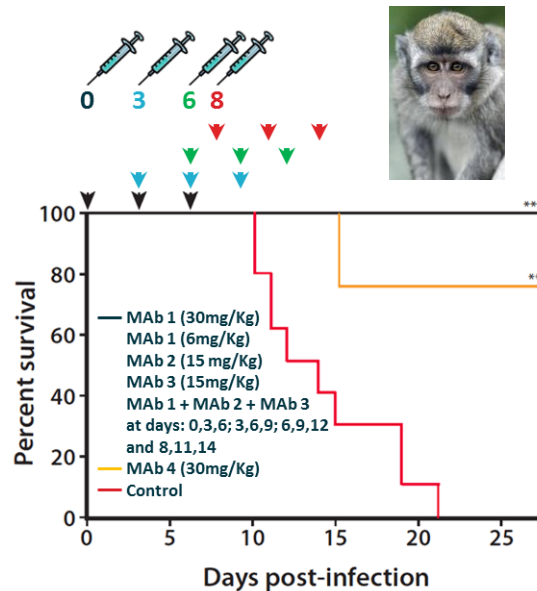 0 3 6 8
**
**
100
80
60
40
20
0
Percent survival
MAb 1 (30mg/Kg)
MAb 1 (6mg/Kg)
MAb 2 (15 mg/Kg)
MAb 3 (15mg/Kg)
MAb 1 + MAb 2 + MAb 3
at days: 0,3,6; 3,6,9; 6,9,12
and 8,11,14
MAb 4 (30mg/Kg)
Control
0 5 10 15 20 25
Days post-infection